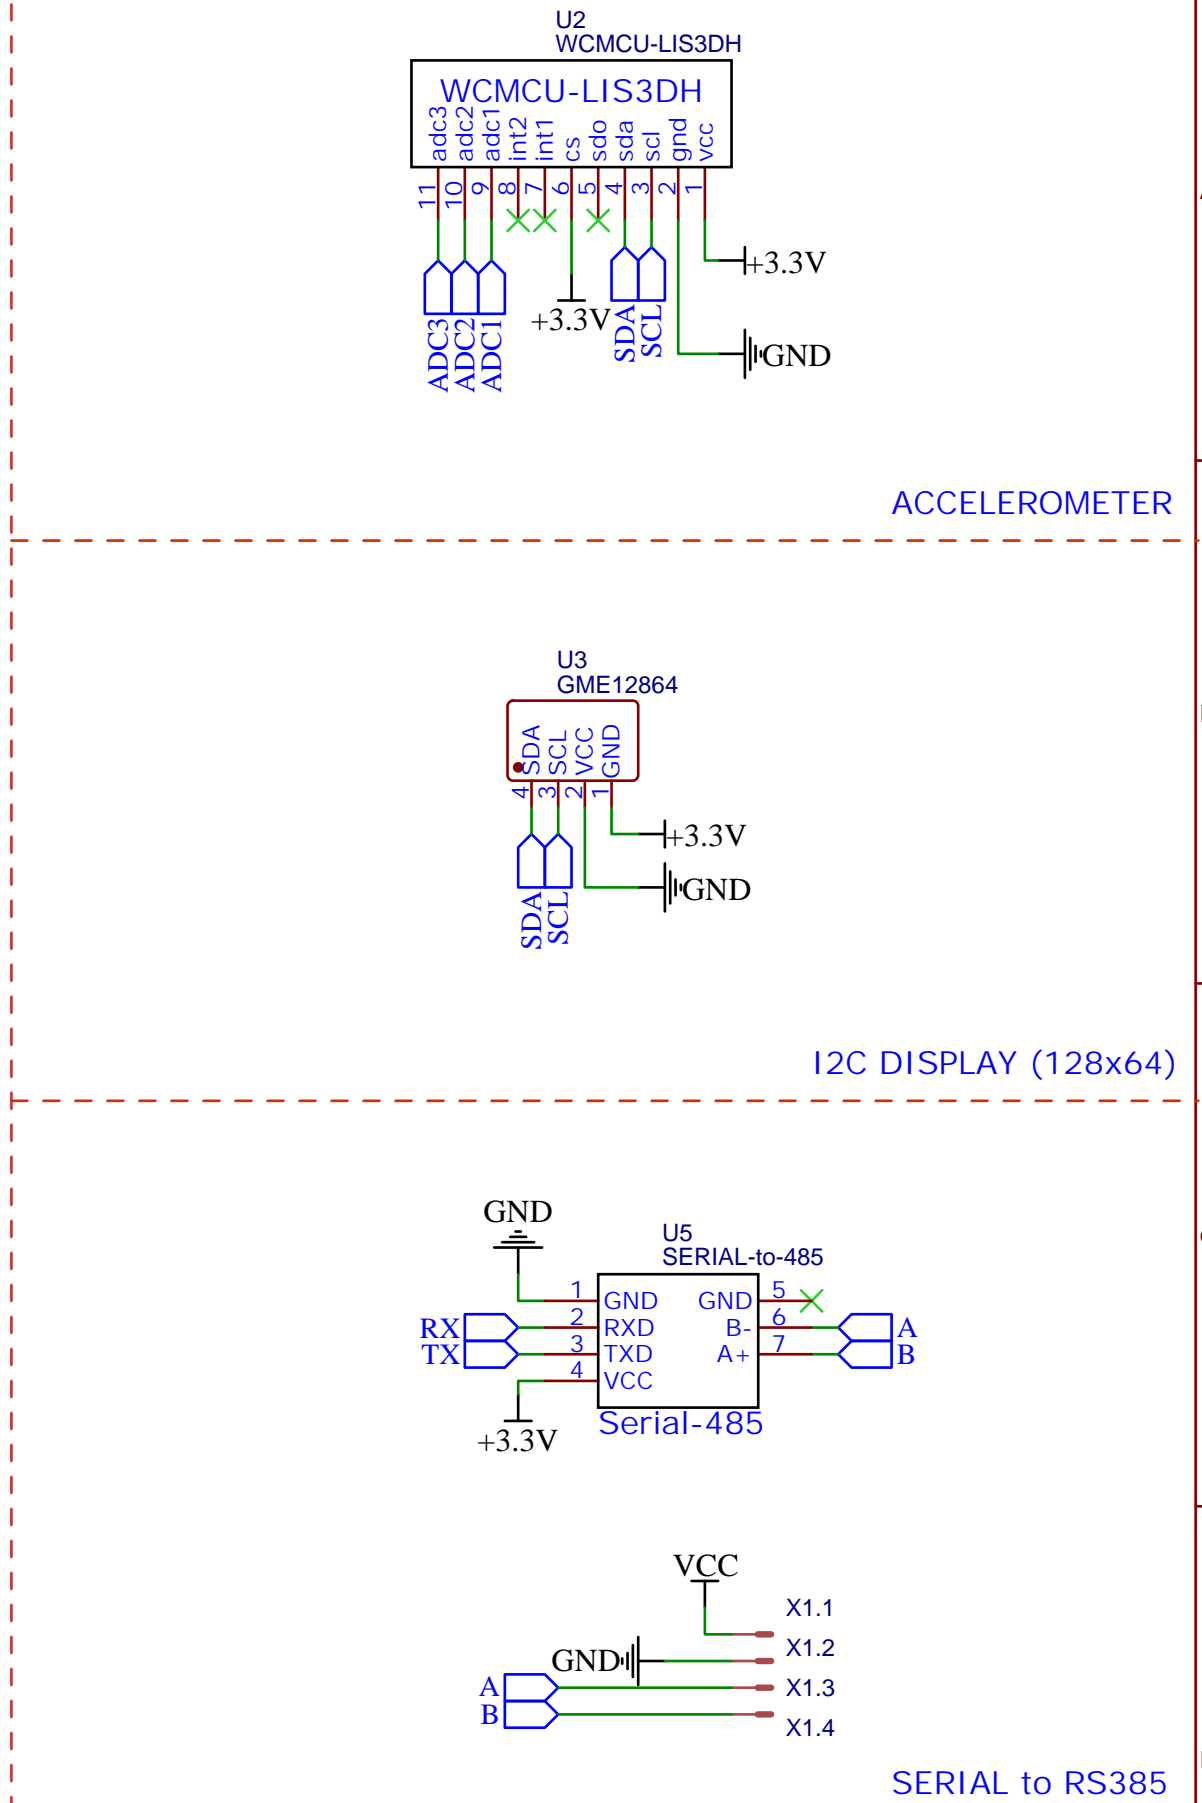 U2
WCMCU-LIS3DH
WCMCU-LIS3DH
adc3 adc2 adc1 int2 int1 cs sdo sda scl gnd vcc
11 10 9 8 7 6 5 4 3 2 1
+3.3V
+3.3V
GND
ADC3 ADC2 ADC1 SDA SCL
ACCELEROMETER
U3
GME12864
SDA SCL VCC GND
4 3 2 1
+3.3V
GND
SDA SCL
I2C DISPLAY (128x64)
GND
U5
SERIAL-to-485
1 GND GND 5
RX 2 RXD B- 6 A
TX 3 TXD A+ 7 B
4 VCC
Serial-485
+3.3V
VCC
X1.1
X1.2
GND
A X1.3
B X1.4
SERIAL to RS385